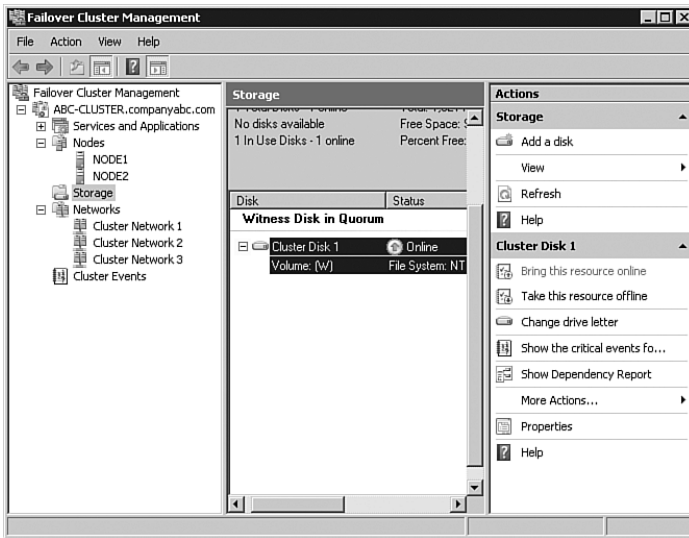 Failover Cluster Management
File Action View Help
Failover Cluster Management
ABC-CLUSTER.companyabc.com
Services and Applications
Nodes
NODE1
NODE2
Storage
Networks
Cluster Network 1
Cluster Network 2
Cluster Network 3
Cluster Events
Storage
No disks available Free Space:
1 In Use Disks - 1 online Percent Free:
Disk Status
Witness Disk in Quorum
Cluster Disk 1 Online
Volume: (W) File System: NT
Actions
Storage
Add a disk
View
Refresh
Help
Cluster Disk 1
Bring this resource online
Take this resource offline
Change drive letter
Show the critical events fo...
Show Dependency Report
More Actions...
Properties
Help